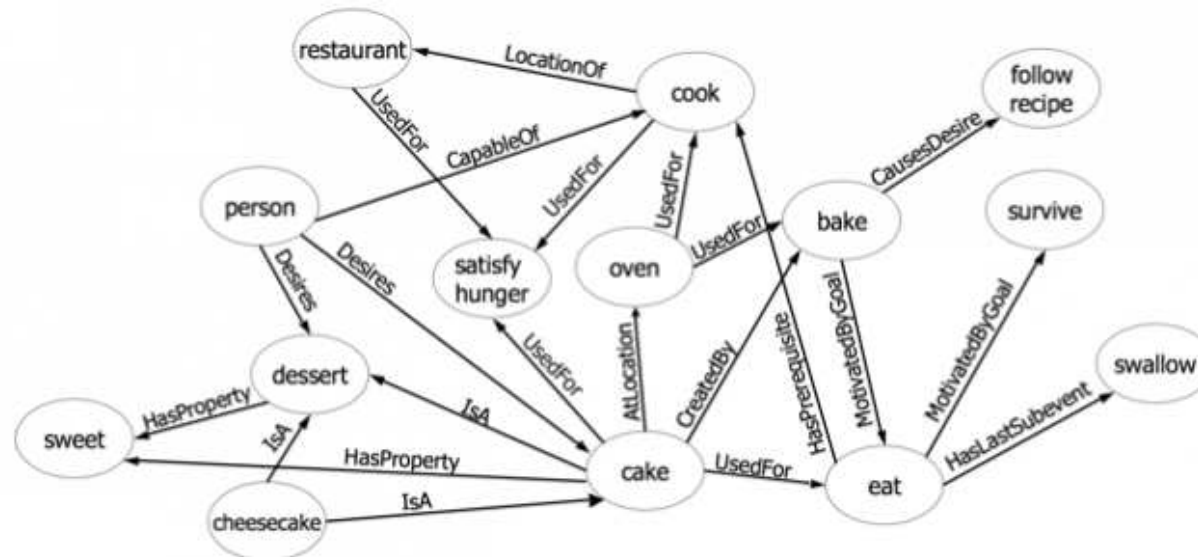 restaurant
LocationOf
cook
follow
recipe
UsedFor
CapableOf
UsedFor
UsedFor
CausesDesire
person
bake
survive
Desires
Desires
satisfy
hunger
oven
UsedFor
MotivatedByGoal
HasPrerequisite
MotivatedByGoal
UsedFor
AtLocation
CreatedBy
dessert
swallow
HasProperty
IsA
IsA
sweet
HasProperty
cake
UsedFor
eat
HasLastSubevent
cheesecake
IsA